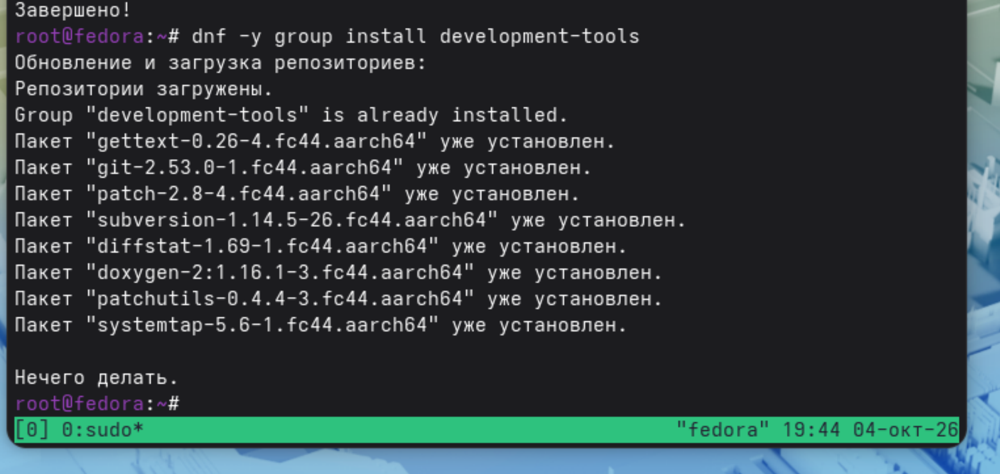 Завершено!
root@fedora:~# dnf -y group install development-tools
Обновление и загрузка репозиториев:
Репозитории загружены.
Group "development-tools" is already installed.
Пакет "gettext-0.26-4.fc44.aarch64" уже установлен.
Пакет "git-2.53.0-1.fc44.aarch64" уже установлен.
Пакет "patch-2.8-4.fc44.aarch64" уже установлен.
Пакет "subversion-1.14.5-26.fc44.aarch64" уже установлен.
Пакет "diffstat-1.69-1.fc44.aarch64" уже установлен.
Пакет "doxygen-2:1.16.1-3.fc44.aarch64" уже установлен.
Пакет "patchutils-0.4.4-3.fc44.aarch64" уже установлен.
Пакет "systemtap-5.6-1.fc44.aarch64" уже установлен.
Нечего делать.
root@fedora:~#
[0] 0:sudo* "fedora" 19:44 04-окт-26